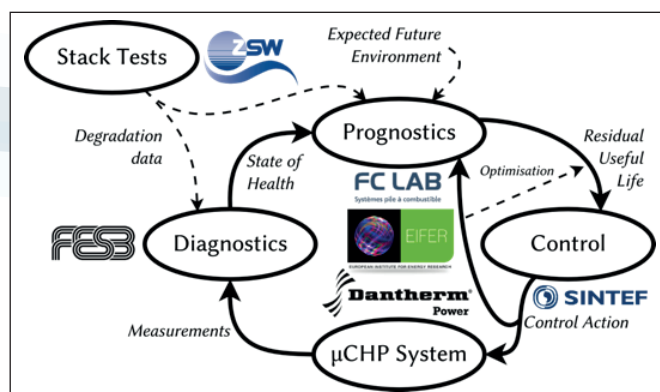 Stack Tests
ZSW
Expected Future
Environment
Degradation
data
State of
Health
Prognostics
Residual
Useful
Life
Optimisation
FC LAB
Systèmes pile à combustible
EIFER
EUROPEAN INSTITUTE FOR ENERGY RESEARCH
FESB
Diagnostics
Control
Dantherm®
Power
SINTEF
Control Action
Measurements
µCHP System